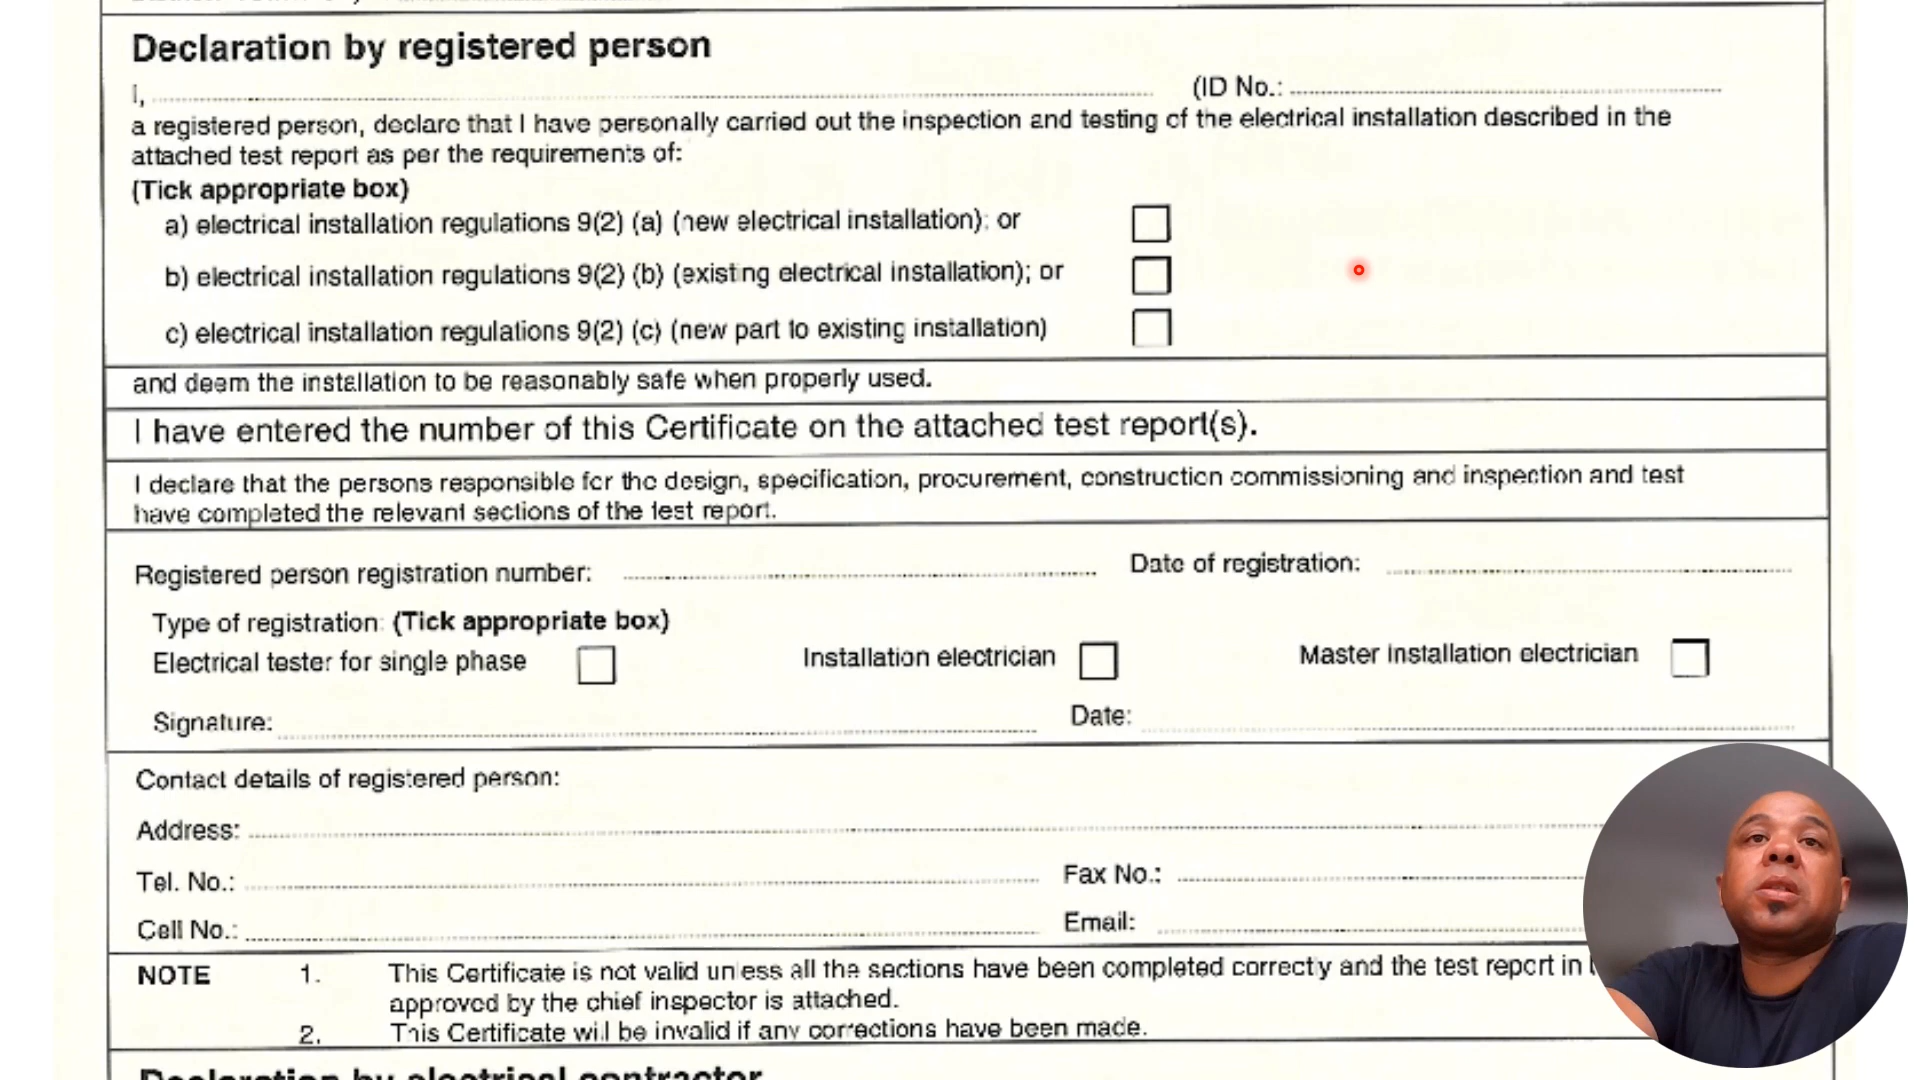 Declaration by registered person
I, (ID No.:
a registered person, declare that I have personally carried out the inspection and testing of the electrical installation described in the
attached test report as per the requirements of:
(Tick appropriate box)
a) electrical installation regulations 9(2) (a) (new electrical installation); or
b) electrical installation regulations 9(2) (b) (existing electrical installation); or
c) electrical installation regulations 9(2) (c) (new part to existing installation)
and deem the installation to be reasonably safe when properly used.
I have entered the number of this Certificate on the attached test report(s).
I declare that the persons responsible for the design, specification, procurement, construction commissioning and inspection and test
have completed the relevant sections of the test report.
Registered person registration number: Date of registration:
Type of registration: (Tick appropriate box)
Electrical tester for single phase Installation electrician Master installation electrician
Signature: Date:
Contact details of registered person:
Address:
Tel. No.: Fax No.:
Cell No.: Email:
NOTE 1. This Certificate is not valid unless all the sections have been completed correctly and the test report in
approved by the chief inspector is attached.
2. This Certificate will be invalid if any corrections have been made.
Declaration by electrical contractor